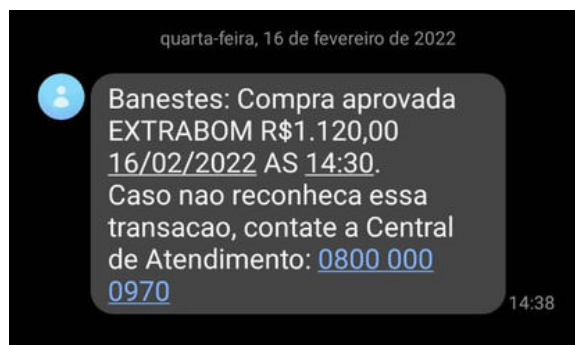 quarta-feira, 16 de fevereiro de 2022
Banestes: Compra aprovada
EXTRABOM R$1.120,00
16/02/2022 AS 14:30.
Caso nao reconheca essa
transacao, contate a Central
de Atendimento: 0800 000
0970
14:38